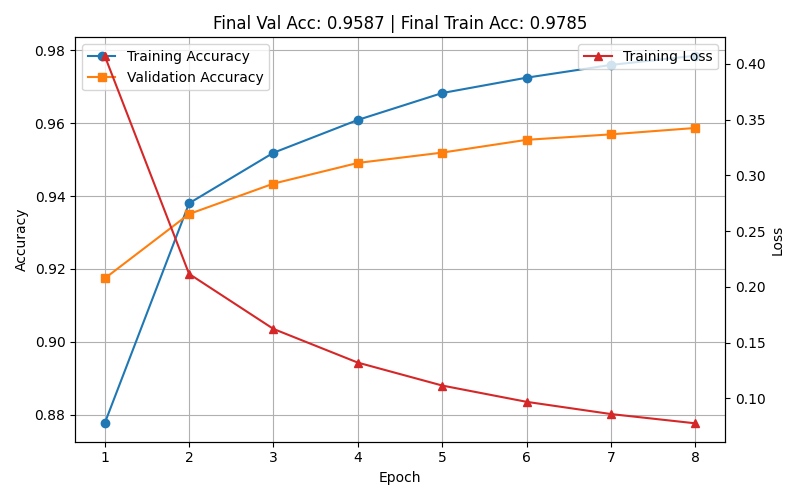 Final Val Acc: 0.9587 | Final Train Acc: 0.9785
Training Accuracy
Validation Accuracy
Training Loss
Accuracy
0.98
0.96
0.94
0.92
0.90
0.88
0.40
0.35
0.30
0.25
0.20
0.15
0.10
Loss
1 2 3 4 5 6 7 8
Epoch